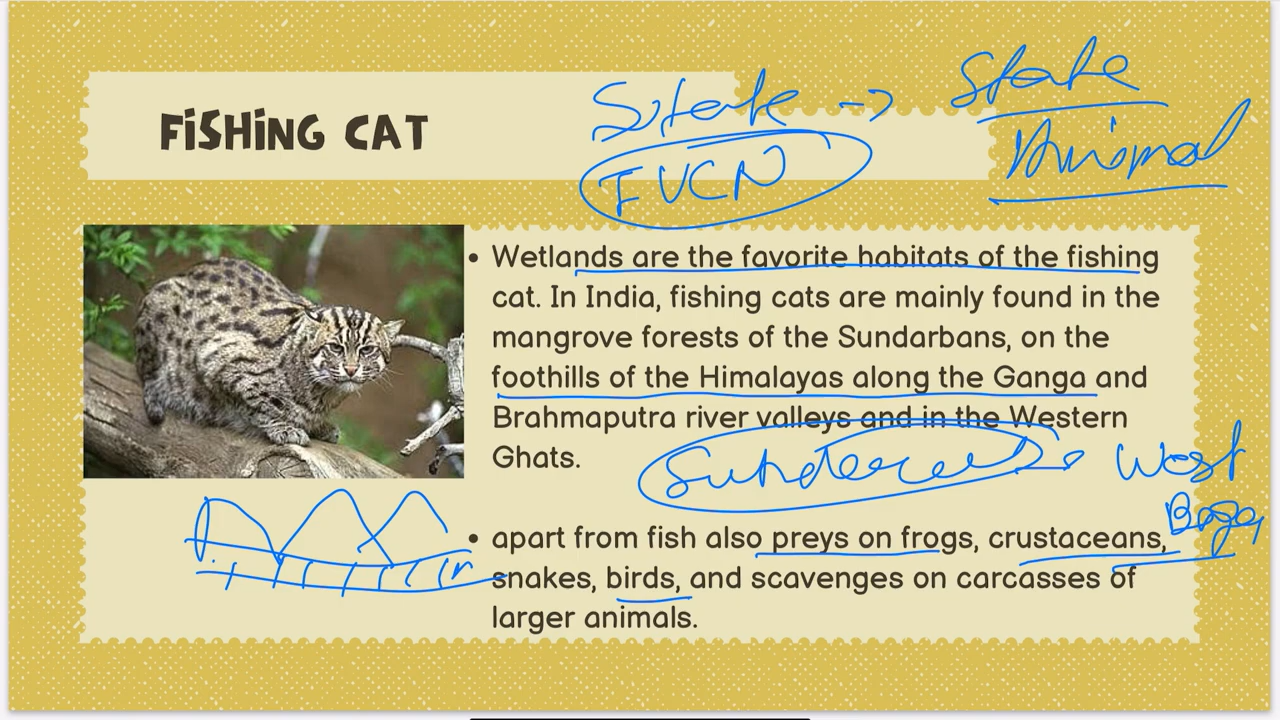 State -> State
FISHING CAT
IUCN
Animal
• Wetlands are the favorite habitats of the fishing
cat. In India, fishing cats are mainly found in the
mangrove forests of the Sundarbans, on the
foothills of the Himalayas along the Ganga and
Brahmaputra river valleys and in the Western
Ghats.
West
• apart from fish also preys on frogs, crustaceans,
snakes, birds, and scavenges on carcasses of
larger animals.